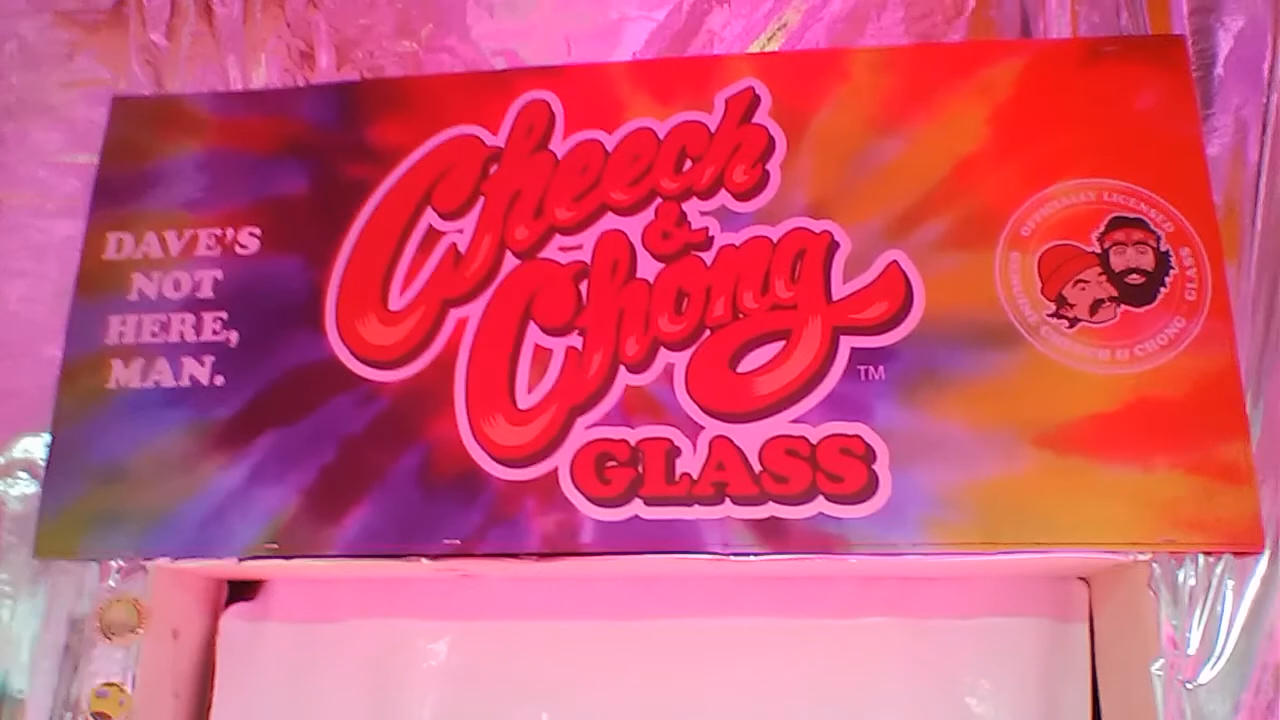 DAVE'S
NOT
HERE,
MAN.
Cheech
&
Chong
TM
GLASS
OFFICIALLY LICENSED
GENUINE CHEECH & CHONG GLASS